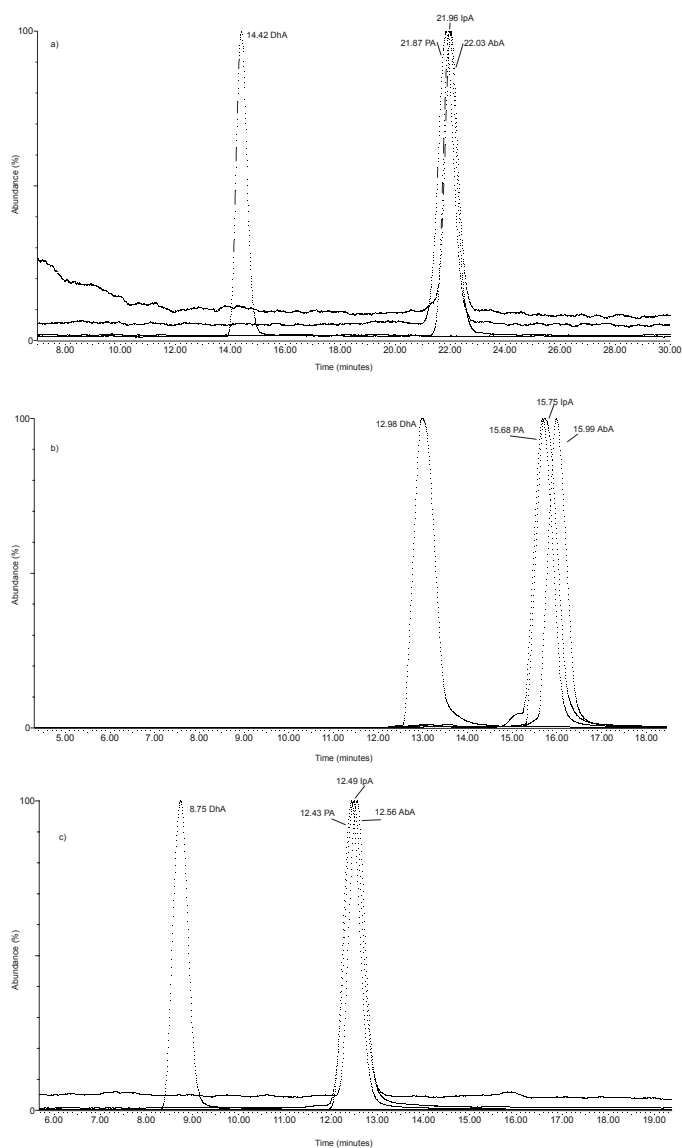 21.96 IpA
100
a)
14.42 DhA
21.87 PA
22.03 AbA
Abundance (%)
0
8.00 10.00 12.00 14.00 16.00 18.00 20.00 22.00 24.00 26.00 28.00 30.00
Time (minutes)
15.75 IpA
100
12.98 DhA
15.68 PA
15.99 AbA
b)
Abundance (%)
0
5.00 6.00 7.00 8.00 9.00 10.00 11.00 12.00 13.00 14.00 15.00 16.00 17.00 18.00
Time (minutes)
12.49 IpA
100
8.75 DhA
12.43 PA
12.56 AbA
c)
Abundance (%)
0
6.00 7.00 8.00 9.00 10.00 11.00 12.00 13.00 14.00 15.00 16.00 17.00 18.00 19.00
Time (minutes)